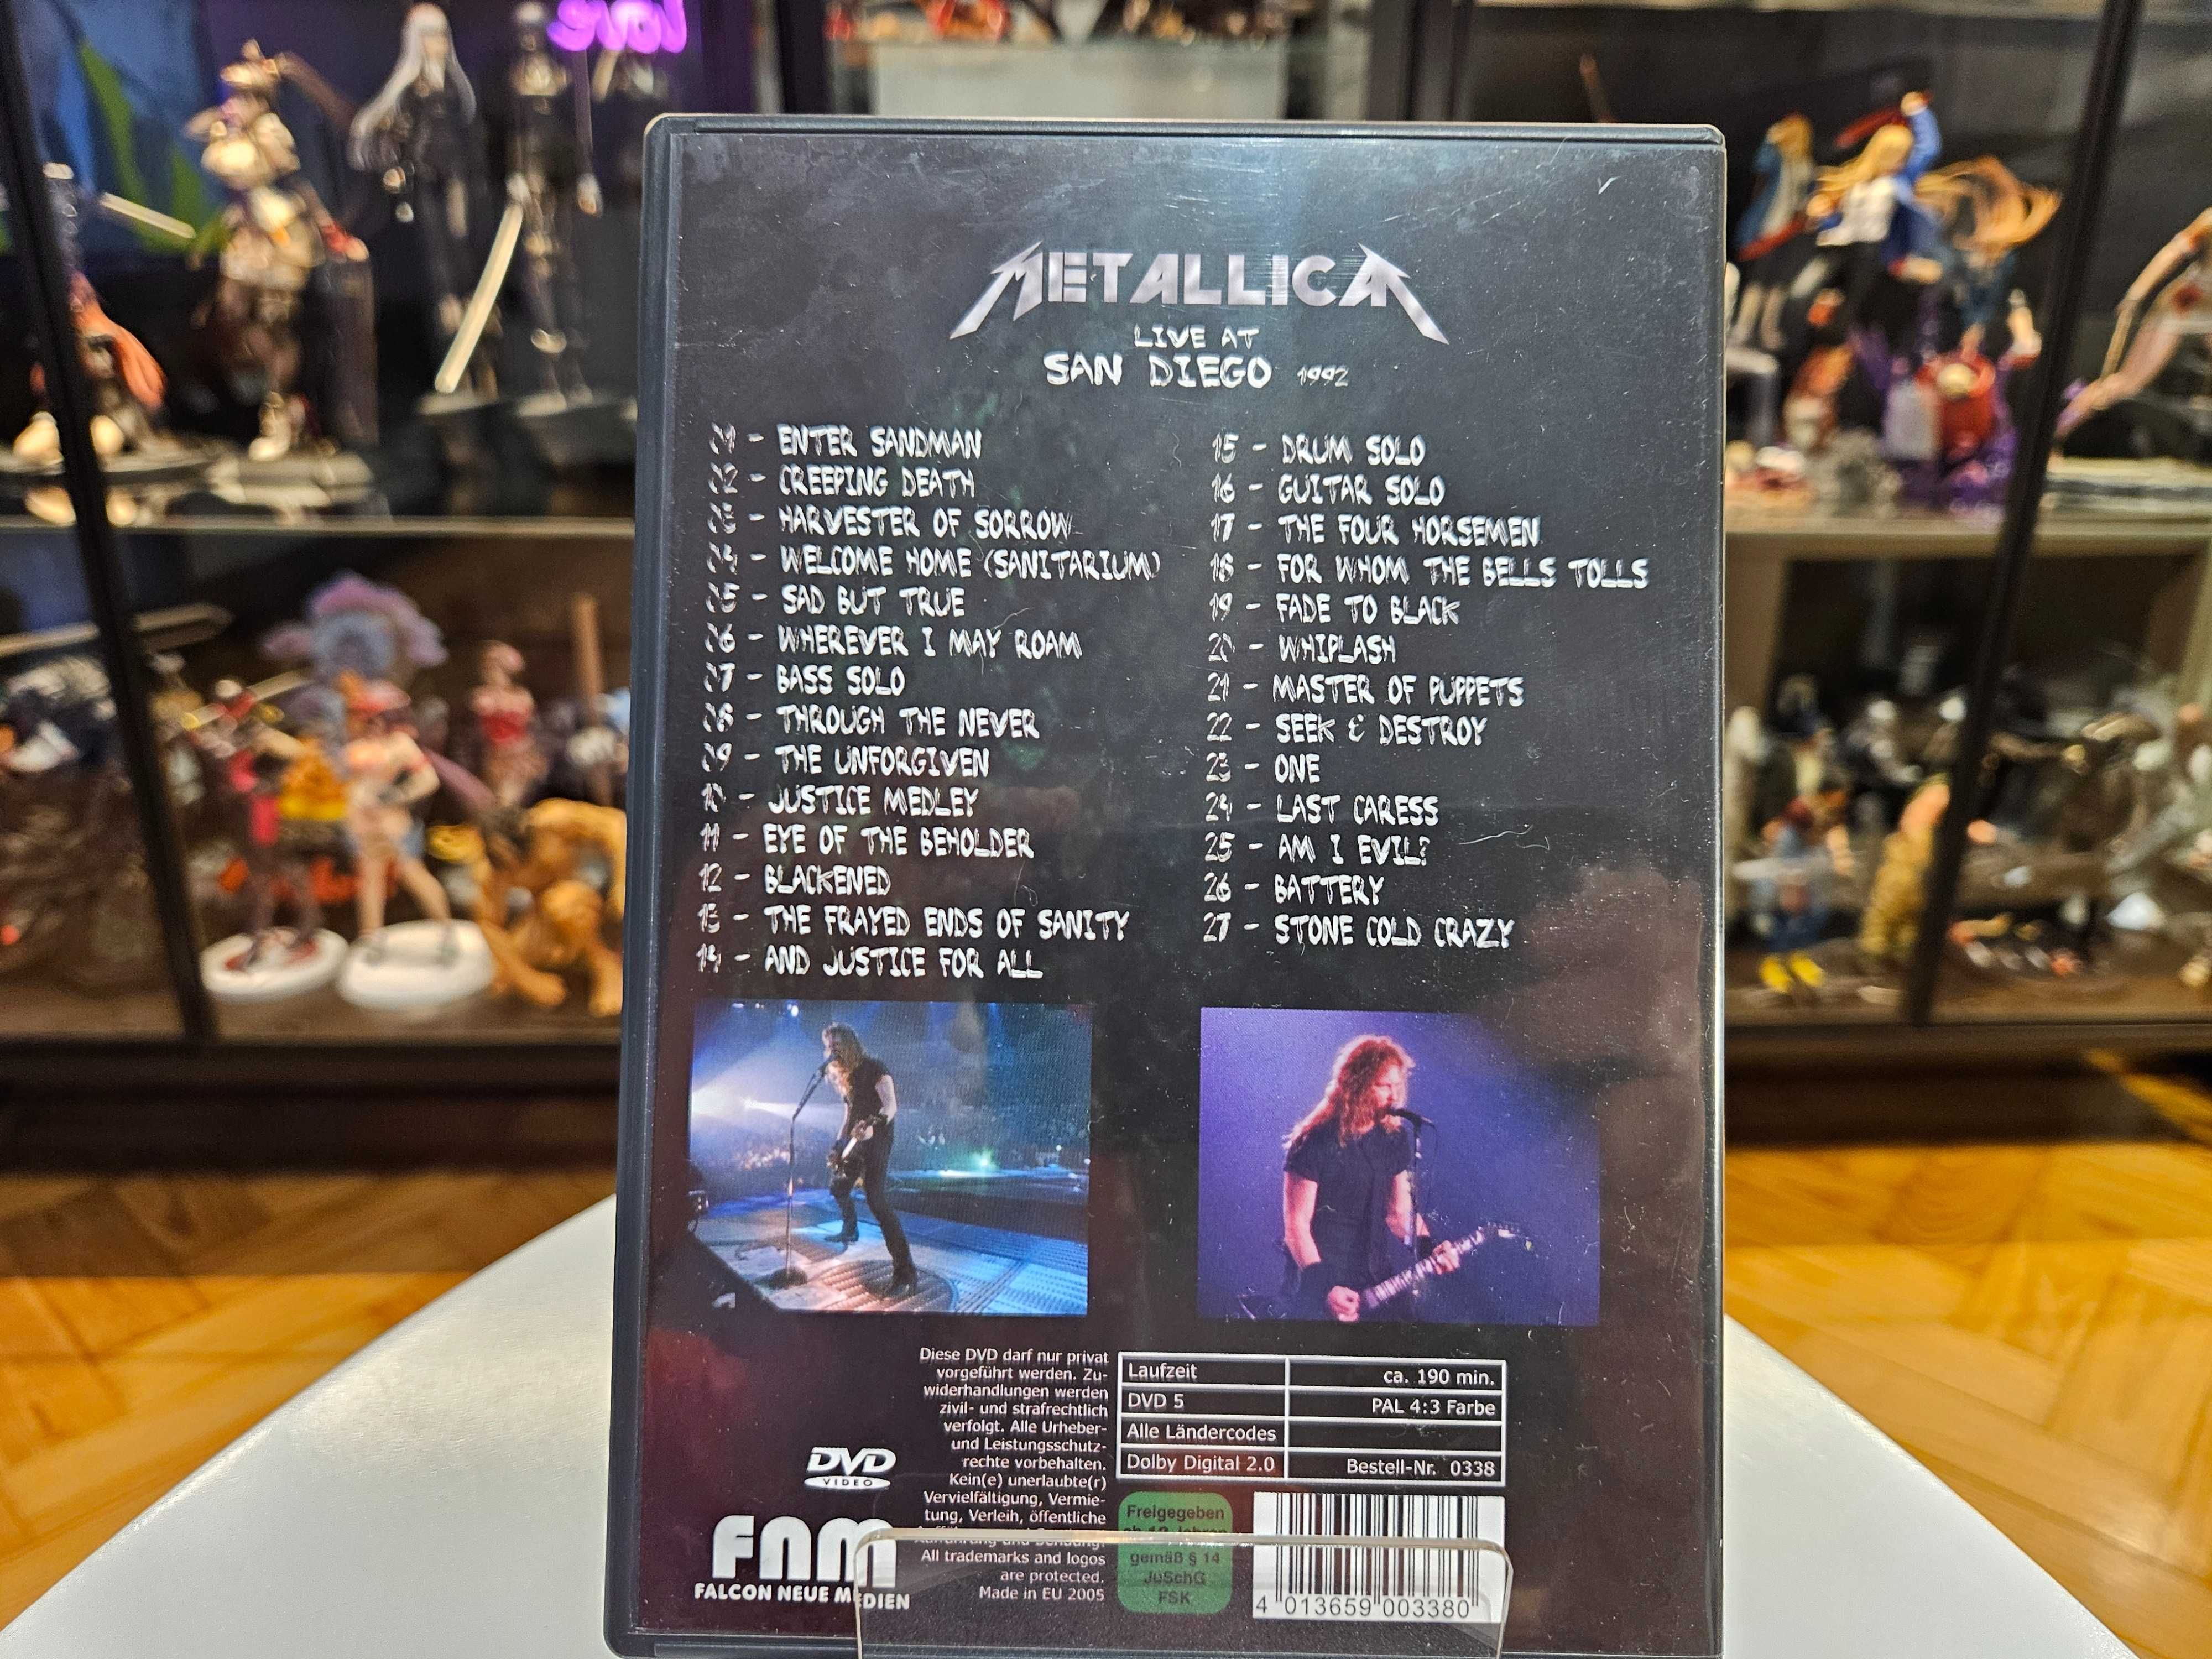 METALLICA
LIVE AT
SAN DIEGO 1992
01 - ENTER SANDMAN
02 - CREEPING DEATH
03 - HARVESTER OF SORROW
04 - WELCOME HOME (SANITARIUM)
05 - SAD BUT TRUE
06 - WHEREVER I MAY ROAM
07 - BASS SOLO
08 - THROUGH THE NEVER
09 - THE UNFORGIVEN
10 - JUSTICE MEDLEY
11 - EYE OF THE BEHOLDER
12 - BLACKENED
13 - THE FRAYED ENDS OF SANITY
14 - AND JUSTICE FOR ALL
15 - DRUM SOLO
16 - GUITAR SOLO
17 - THE FOUR HORSEMEN
18 - FOR WHOM THE BELLS TOLLS
19 - FADE TO BLACK
20 - WHIPLASH
21 - MASTER OF PUPPETS
22 - SEEK & DESTROY
23 - ONE
24 - LAST CARESS
25 - AM I EVIL?
26 - BATTERY
27 - STONE COLD CRAZY
Diese DVD darf nur privat
vorgeführt werden. Zu-
widerhandlungen werden
zivil- und strafrechtlich
verfolgt. Alle Urheber-
und Leistungsschutz-
rechte vorbehalten.
Kein(e) unerlaubte(r)
Vervielfältigung, Vermie-
tung, Verleih, öffentliche
Aufführung und Sendung!
All trademarks and logos
are protected.
Made in EU 2005
Laufzeit ca. 190 min.
DVD 5 PAL 4:3 Farbe
Alle Ländercodes
Dolby Digital 2.0 Bestell-Nr. 0338
DVD
VIDEO
FNM
FALCON NEUE MEDIEN
Freigegeben
ab 12 Jahren
gemäß § 14
JuSchG
FSK
4 013659 003380